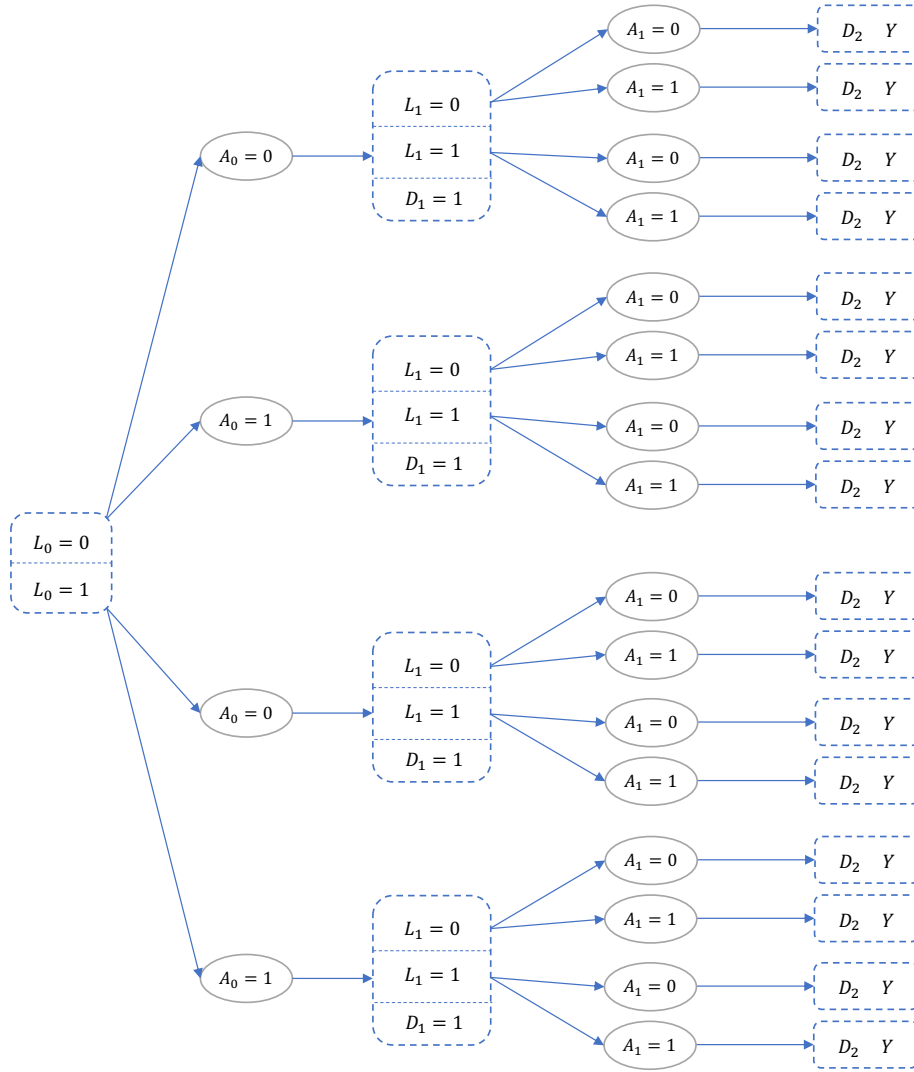 A₁ = 0 D₂ Y
L₁ = 0 A₁ = 1 D₂ Y
A₀ = 0 L₁ = 1 A₁ = 0 D₂ Y
D₁ = 1 A₁ = 1 D₂ Y
A₁ = 0 D₂ Y
L₁ = 0 A₁ = 1 D₂ Y
A₀ = 1 L₁ = 1 A₁ = 0 D₂ Y
D₁ = 1 A₁ = 1 D₂ Y
L₀ = 0
L₀ = 1 A₁ = 0 D₂ Y
L₁ = 0 A₁ = 1 D₂ Y
A₀ = 0 L₁ = 1 A₁ = 0 D₂ Y
D₁ = 1 A₁ = 1 D₂ Y
A₁ = 0 D₂ Y
L₁ = 0 A₁ = 1 D₂ Y
A₀ = 1 L₁ = 1 A₁ = 0 D₂ Y
D₁ = 1 A₁ = 1 D₂ Y